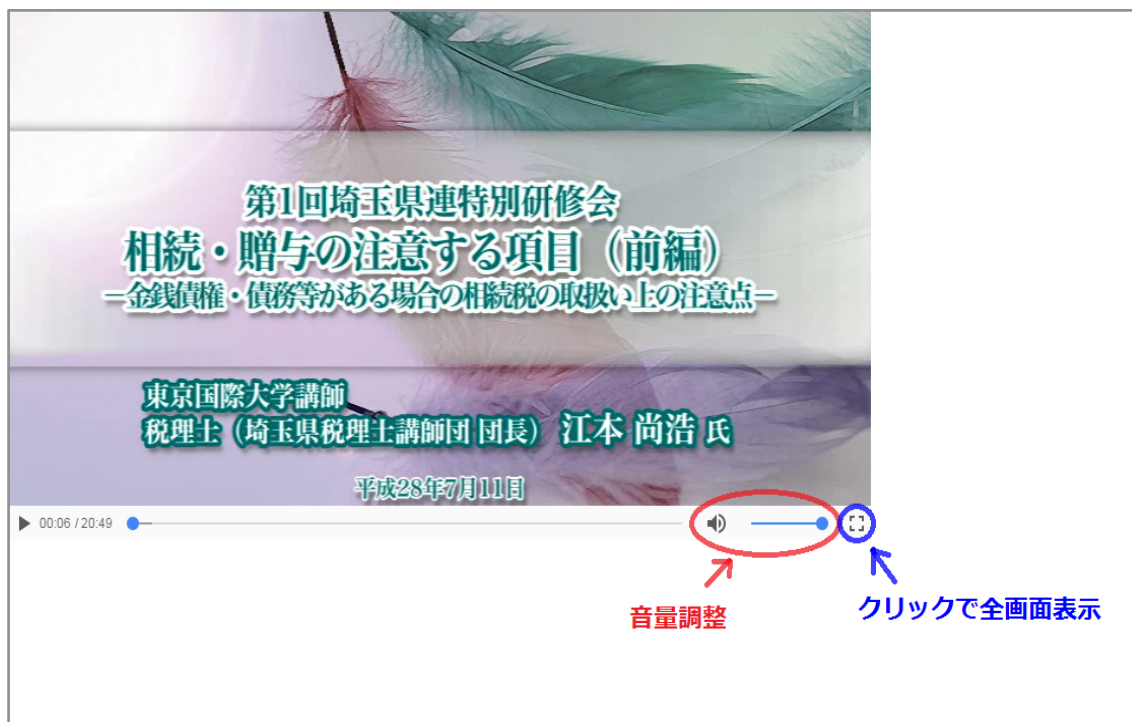 第1回埼玉県連特別研修会
相続・贈与の注意する項目（前編）
－金銭債権・債務等がある場合の相続税の取扱い上の注意点－
東京国際大学講師
税理士（埼玉県税理士講師団 団長） 江本 尚浩 氏
平成28年7月11日
00:06 / 20:49
音量調整
クリックで全画面表示